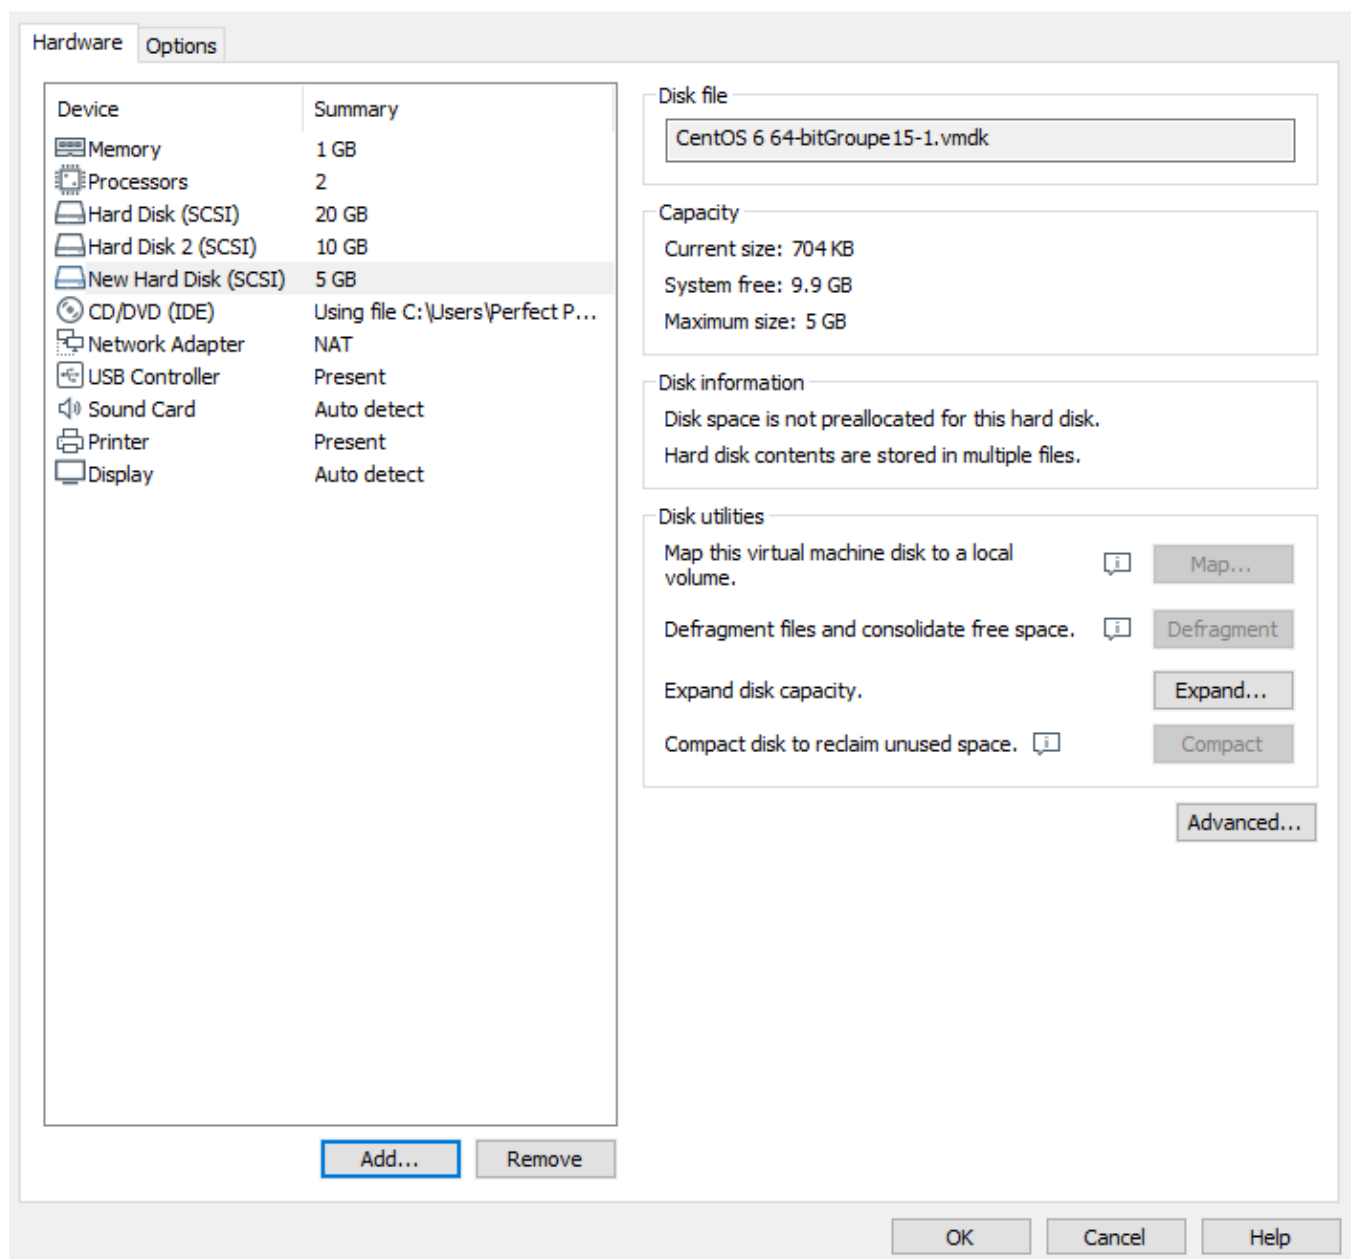 Hardware
Options
Device Summary
Memory 1 GB
Processors 2
Hard Disk (SCSI) 20 GB
Hard Disk 2 (SCSI) 10 GB
New Hard Disk (SCSI) 5 GB
CD/DVD (IDE) Using file C:\Users\Perfect P...
Network Adapter NAT
USB Controller Present
Sound Card Auto detect
Printer Present
Display Auto detect
Add...
Remove
Disk file
CentOS 6 64-bitGroupe15-1.vmdk
Capacity
Current size: 704 KB
System free: 9.9 GB
Maximum size: 5 GB
Disk information
Disk space is not preallocated for this hard disk.
Hard disk contents are stored in multiple files.
Disk utilities
Map this virtual machine disk to a local
volume.
Map...
Defragment files and consolidate free space.
Defragment
Expand disk capacity.
Expand...
Compact disk to reclaim unused space.
Compact
Advanced...
OK
Cancel
Help